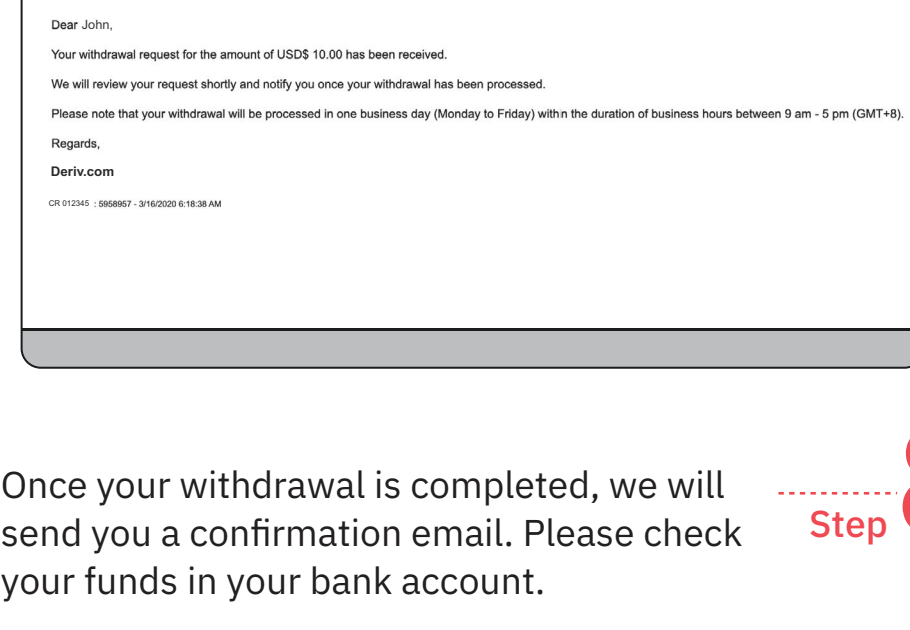 Dear John,
Your withdrawal request for the amount of USD$ 10.00 has been received.
We will review your request shortly and notify you once your withdrawal has been processed.
Please note that your withdrawal will be processed in one business day (Monday to Friday) within the duration of business hours between 9 am - 5 pm (GMT+8).
Regards,
Deriv.com
CR 012345 : 5958957 - 3/16/2020 6:18:38 AM
Once your withdrawal is completed, we will
send you a confirmation email. Please check
your funds in your bank account.
Step